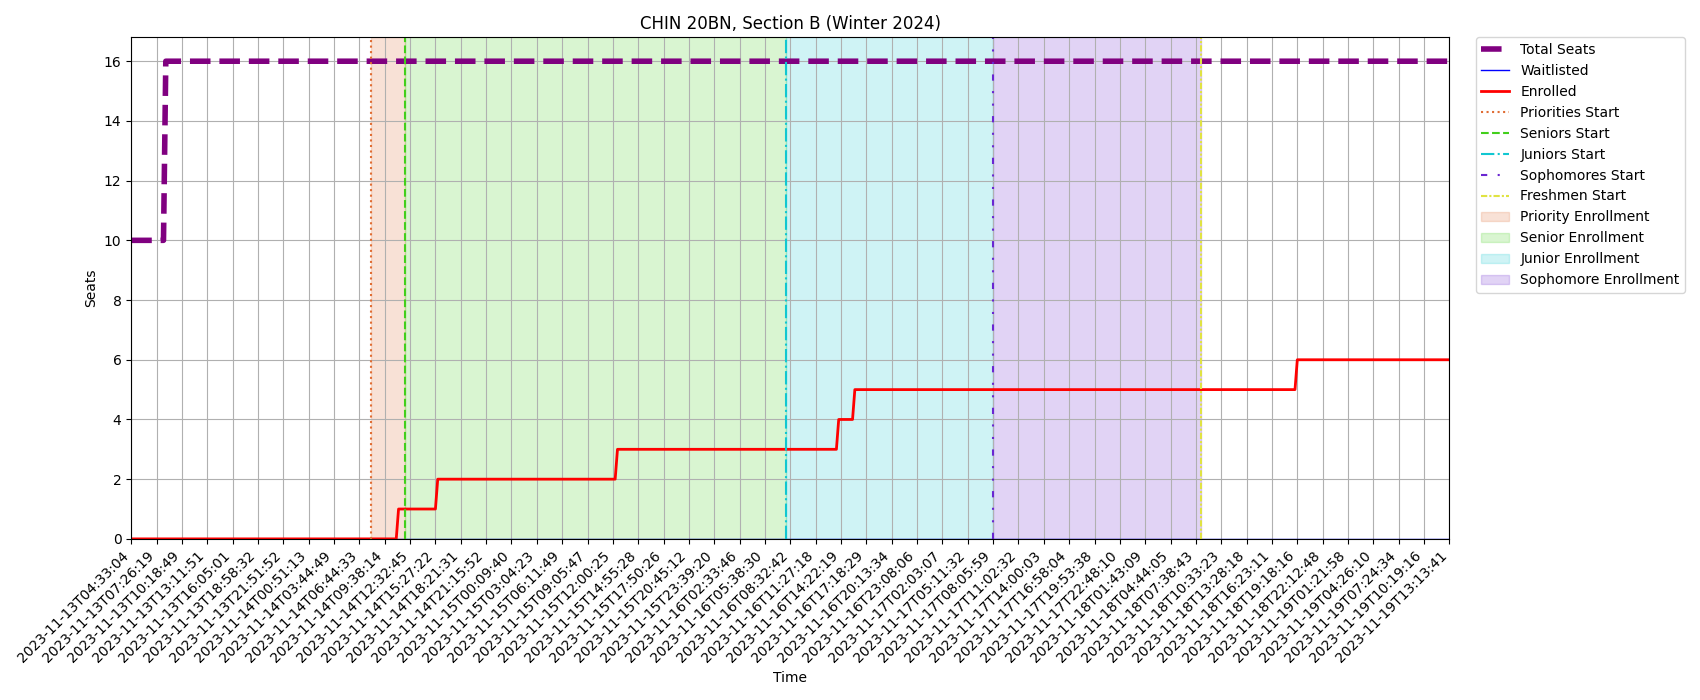 CHIN 20BN, Section B (Winter 2024)
16
14
12
10
8
6
4
2
0
Seats
2023-11-13T04:33:04
2023-11-13T07:26:19
2023-11-13T10:18:49
2023-11-13T13:11:51
2023-11-13T16:05:01
2023-11-13T18:58:32
2023-11-13T21:51:52
2023-11-14T00:51:13
2023-11-14T03:44:49
2023-11-14T06:44:33
2023-11-14T09:38:14
2023-11-14T12:32:45
2023-11-14T15:27:22
2023-11-14T18:21:31
2023-11-14T21:15:52
2023-11-15T00:09:40
2023-11-15T03:04:23
2023-11-15T06:11:49
2023-11-15T09:05:47
2023-11-15T12:00:25
2023-11-15T14:55:28
2023-11-15T17:50:26
2023-11-15T20:45:12
2023-11-15T23:39:20
2023-11-16T02:33:46
2023-11-16T05:38:30
2023-11-16T08:32:42
2023-11-16T11:27:18
2023-11-16T14:22:19
2023-11-16T17:18:29
2023-11-16T20:13:34
2023-11-16T23:08:06
2023-11-17T02:03:07
2023-11-17T05:11:32
2023-11-17T08:05:59
2023-11-17T11:02:32
2023-11-17T14:00:03
2023-11-17T16:58:04
2023-11-17T19:53:38
2023-11-17T22:48:10
2023-11-18T01:43:09
2023-11-18T04:44:05
2023-11-18T07:38:43
2023-11-18T10:33:23
2023-11-18T13:28:18
2023-11-18T16:23:11
2023-11-18T19:18:16
2023-11-18T22:12:48
2023-11-19T01:21:58
2023-11-19T04:26:10
2023-11-19T07:24:34
2023-11-19T10:19:16
2023-11-19T13:13:41
Time
Total Seats
Waitlisted
Enrolled
Priorities Start
Seniors Start
Juniors Start
Sophomores Start
Freshmen Start
Priority Enrollment
Senior Enrollment
Junior Enrollment
Sophomore Enrollment